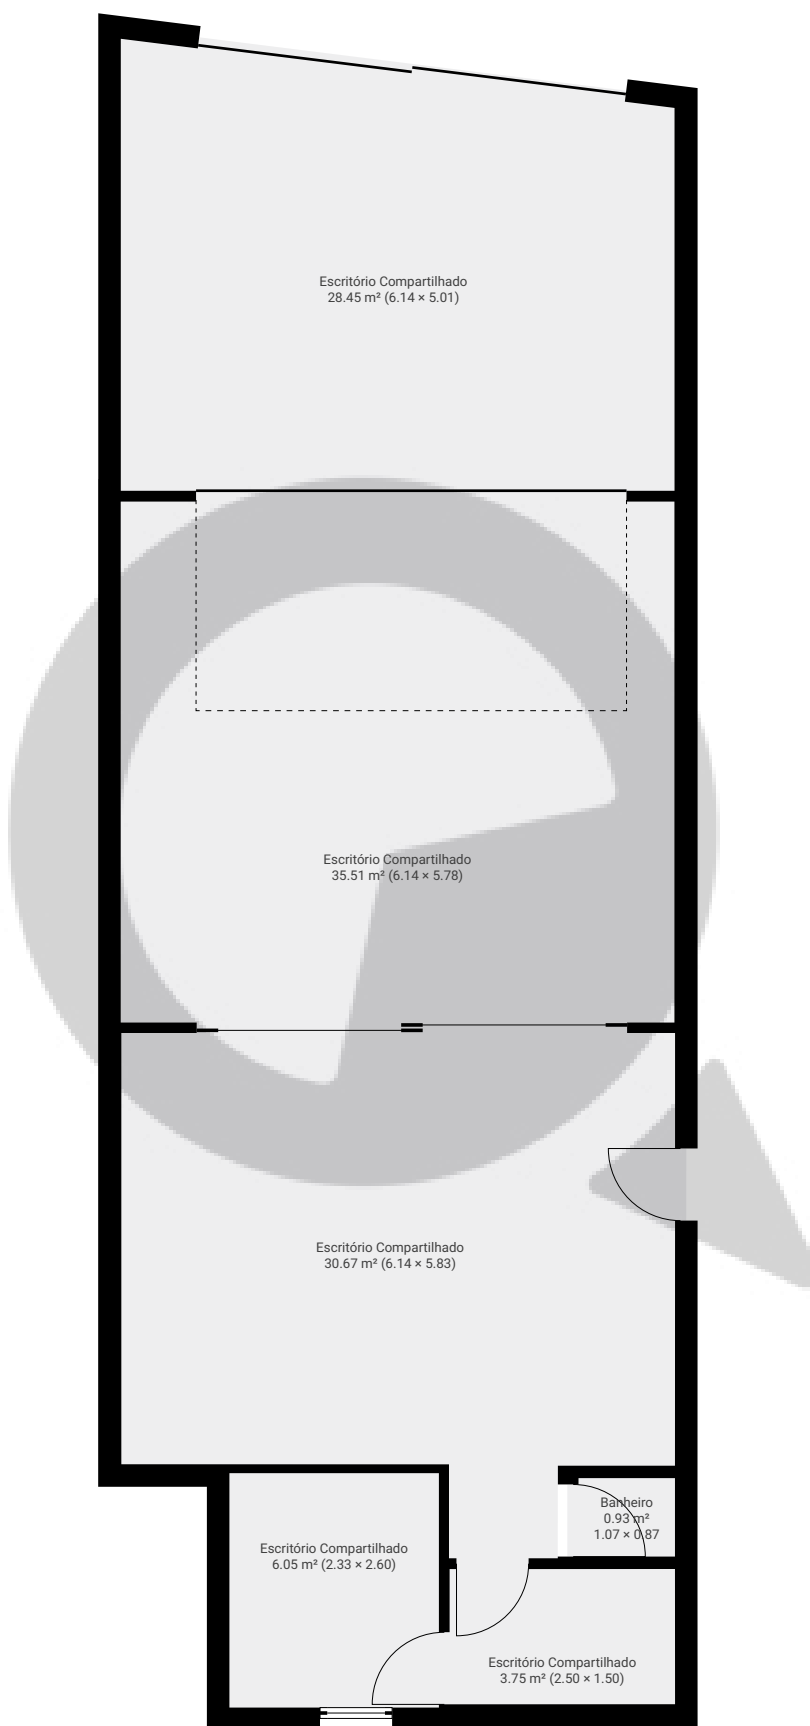 Escritório Compartilhado
28.45 m² (6.14 × 5.01)
Escritório Compartilhado
35.51 m² (6.14 × 5.78)
Escritório Compartilhado
30.67 m² (6.14 × 5.83)
Banheiro
0.93 m²
1.07 × 0.87
Escritório Compartilhado
6.05 m² (2.33 × 2.60)
Escritório Compartilhado
3.75 m² (2.50 × 1.50)